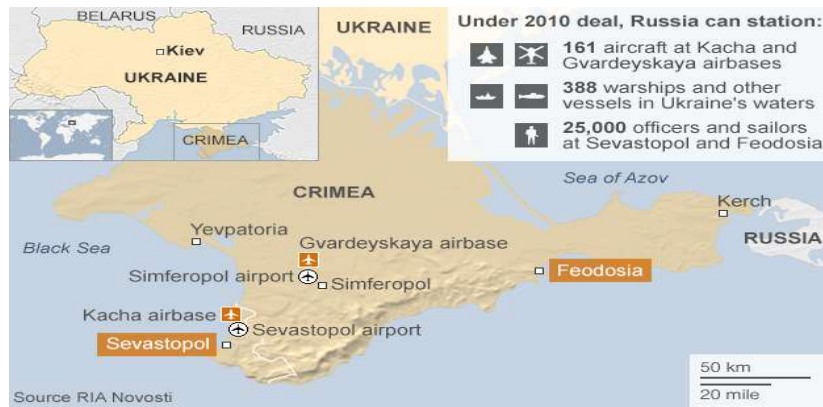 BELARUS
RUSSIA
Kiev
UKRAINE
CRIMEA
UKRAINE
Under 2010 deal, Russia can station:
161 aircraft at Kacha and
Gvardeyskaya airbases
388 warships and other
vessels in Ukraine's waters
25,000 officers and sailors
at Sevastopol and Feodosia
Sea of Azov
CRIMEA
Kerch
Yevpatoria
Black Sea
Gvardeyskaya airbase
RUSSIA
Simferopol airport
Simferopol
Feodosia
Kacha airbase
Sevastopol airport
Sevastopol
50 km
20 mile
Source RIA Novosti